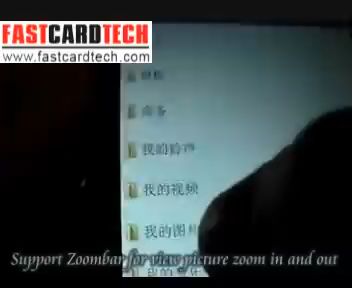 FASTCARDTECH
www.fastcardtech.com
商务
我的铃声
我的视频
我的图片
Support Zoombar for view picture zoom in and out